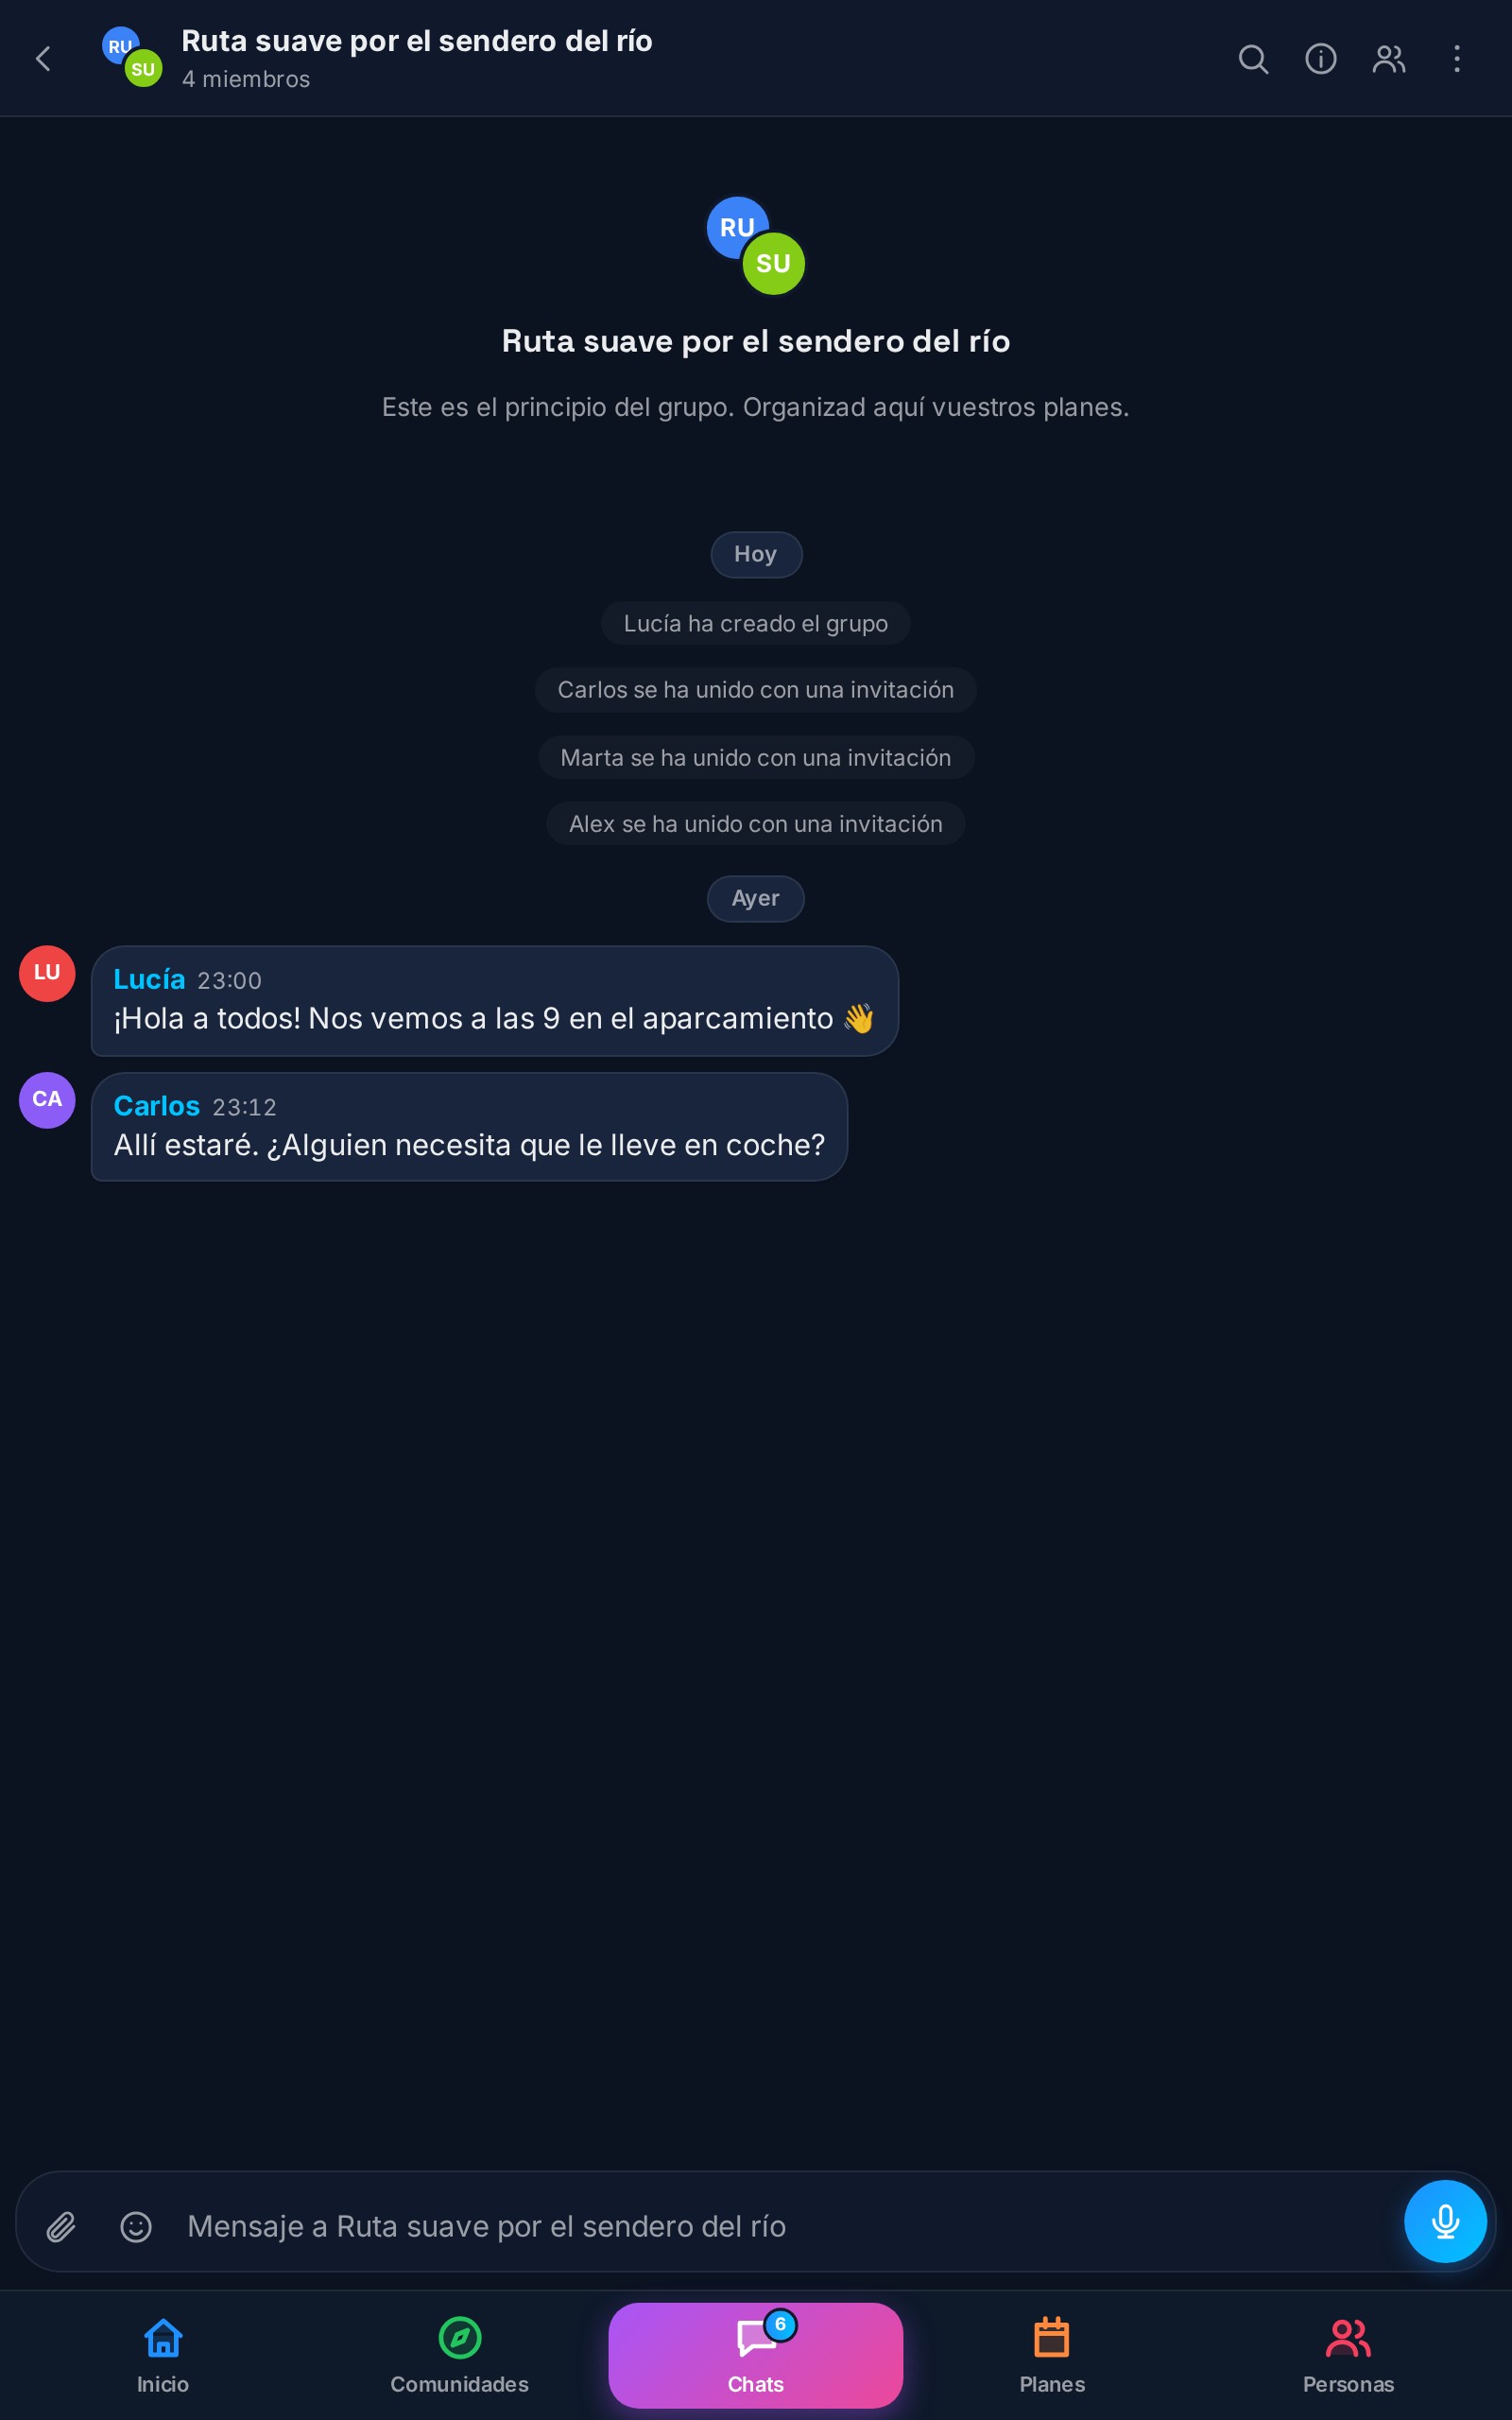 RU
SU
Ruta suave por el sendero del río
4 miembros
RU
SU
Ruta suave por el sendero del río
Este es el principio del grupo. Organizad aquí vuestros planes.
Hoy
Lucía ha creado el grupo
Carlos se ha unido con una invitación
Marta se ha unido con una invitación
Alex se ha unido con una invitación
Ayer
LU
Lucía 23:00
¡Hola a todos! Nos vemos a las 9 en el aparcamiento 👋
CA
Carlos 23:12
Allí estaré. ¿Alguien necesita que le lleve en coche?
Mensaje a Ruta suave por el sendero del río
6
Inicio
Comunidades
Chats
Planes
Personas